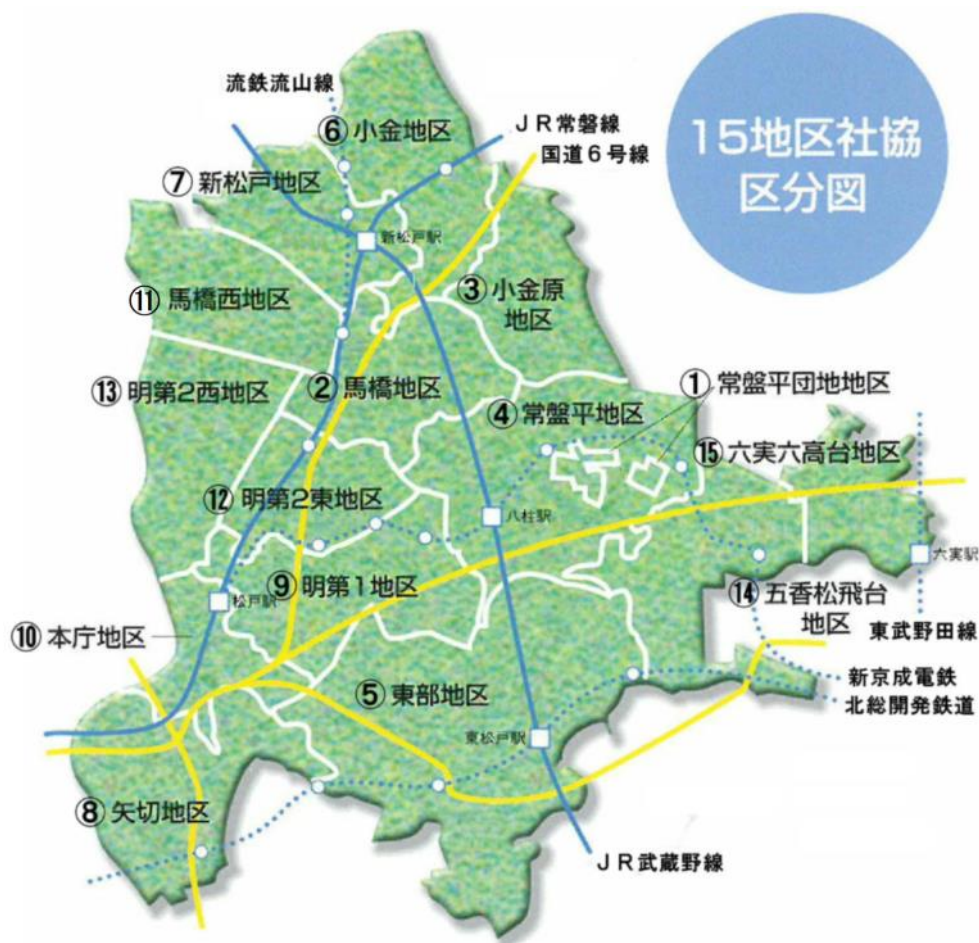 15地区社協
区分図
流鉄流山線
⑥小金地区
JR常磐線
国道6号線
⑦新松戸地区
新松戸駅
⑪馬橋西地区
③小金原
地区
⑬明第2西地区
②馬橋地区
①常盤平団地地区
④常盤平地区
⑮六実六高台地区
⑫明第2東地区
八柱駅
六実駅
⑨明第1地区
松戸駅
⑭五香松飛台
地区
⑩本庁地区
東武野田線
新京成電鉄
⑤東部地区
北総開発鉄道
東松戸駅
⑧矢切地区
JR武蔵野線